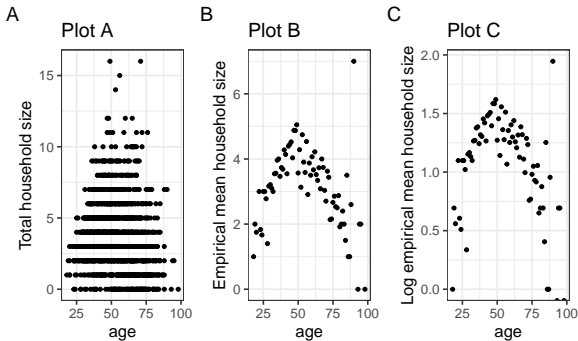 A
Plot A
Total household size
15
10
5
0
25
50
75
100
age
B
Plot B
Empirical mean household size
6
4
2
0
25
50
75
100
age
C
Plot C
Log empirical mean household size
2.0
1.5
1.0
0.5
0.0
25
50
75
100
age